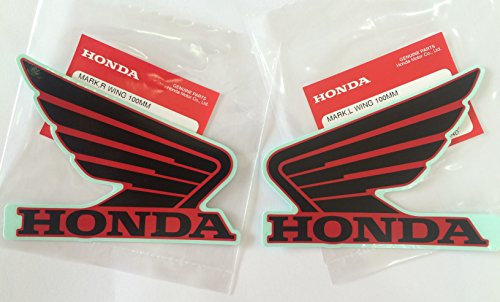 HONDA
GENUINE PARTS
Honda Motor Co., Ltd.
MARK,R WING 100MM
HONDA
HONDA
GENUINE PARTS
Honda Motor Co., Ltd.
MARK,L WING 100MM
HONDA